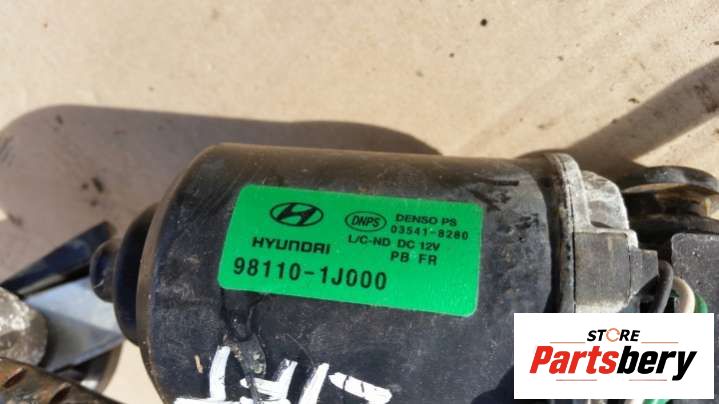 HYUNDAI
98110-1J000
DNPS
DENSO PS
03541-8280
L/C-ND DC 12V
PB FR
STORE
Partsbery